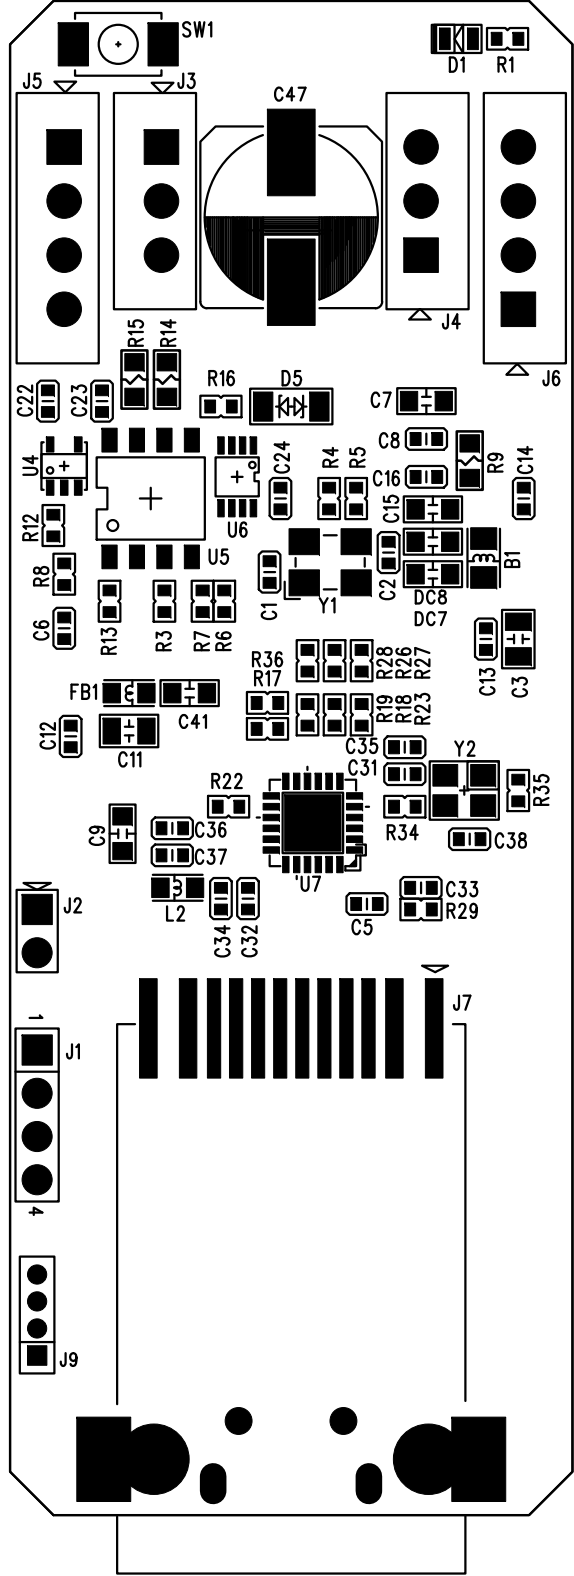 SW1
D1
R1
J5
J3
C47
J4
J6
R15
R14
R16
D5
C7
C22
C23
C8
R9
C14
U4
C24
R4
R5
C16
C15
R12
U6
U5
B1
R8
C1
Y1
C2
DC8
DC7
C6
R13
R3
R7
R6
C13
C3
R36
R17
R28
R26
R27
FB1
C41
R19
R18
R23
C12
C11
C35
C31
Y2
R22
R34
R35
C9
C36
C37
C38
U7
L2
C34
C32
C5
C33
R29
J2
J7
1
J1
4
J9